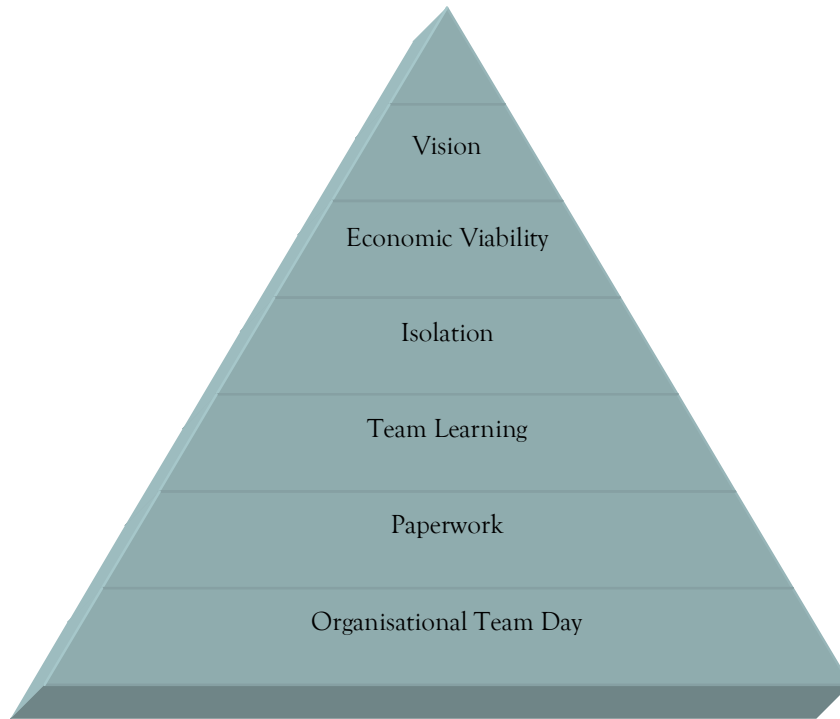 Vision
Economic Viability
Isolation
Team Learning
Paperwork
Organisational Team Day